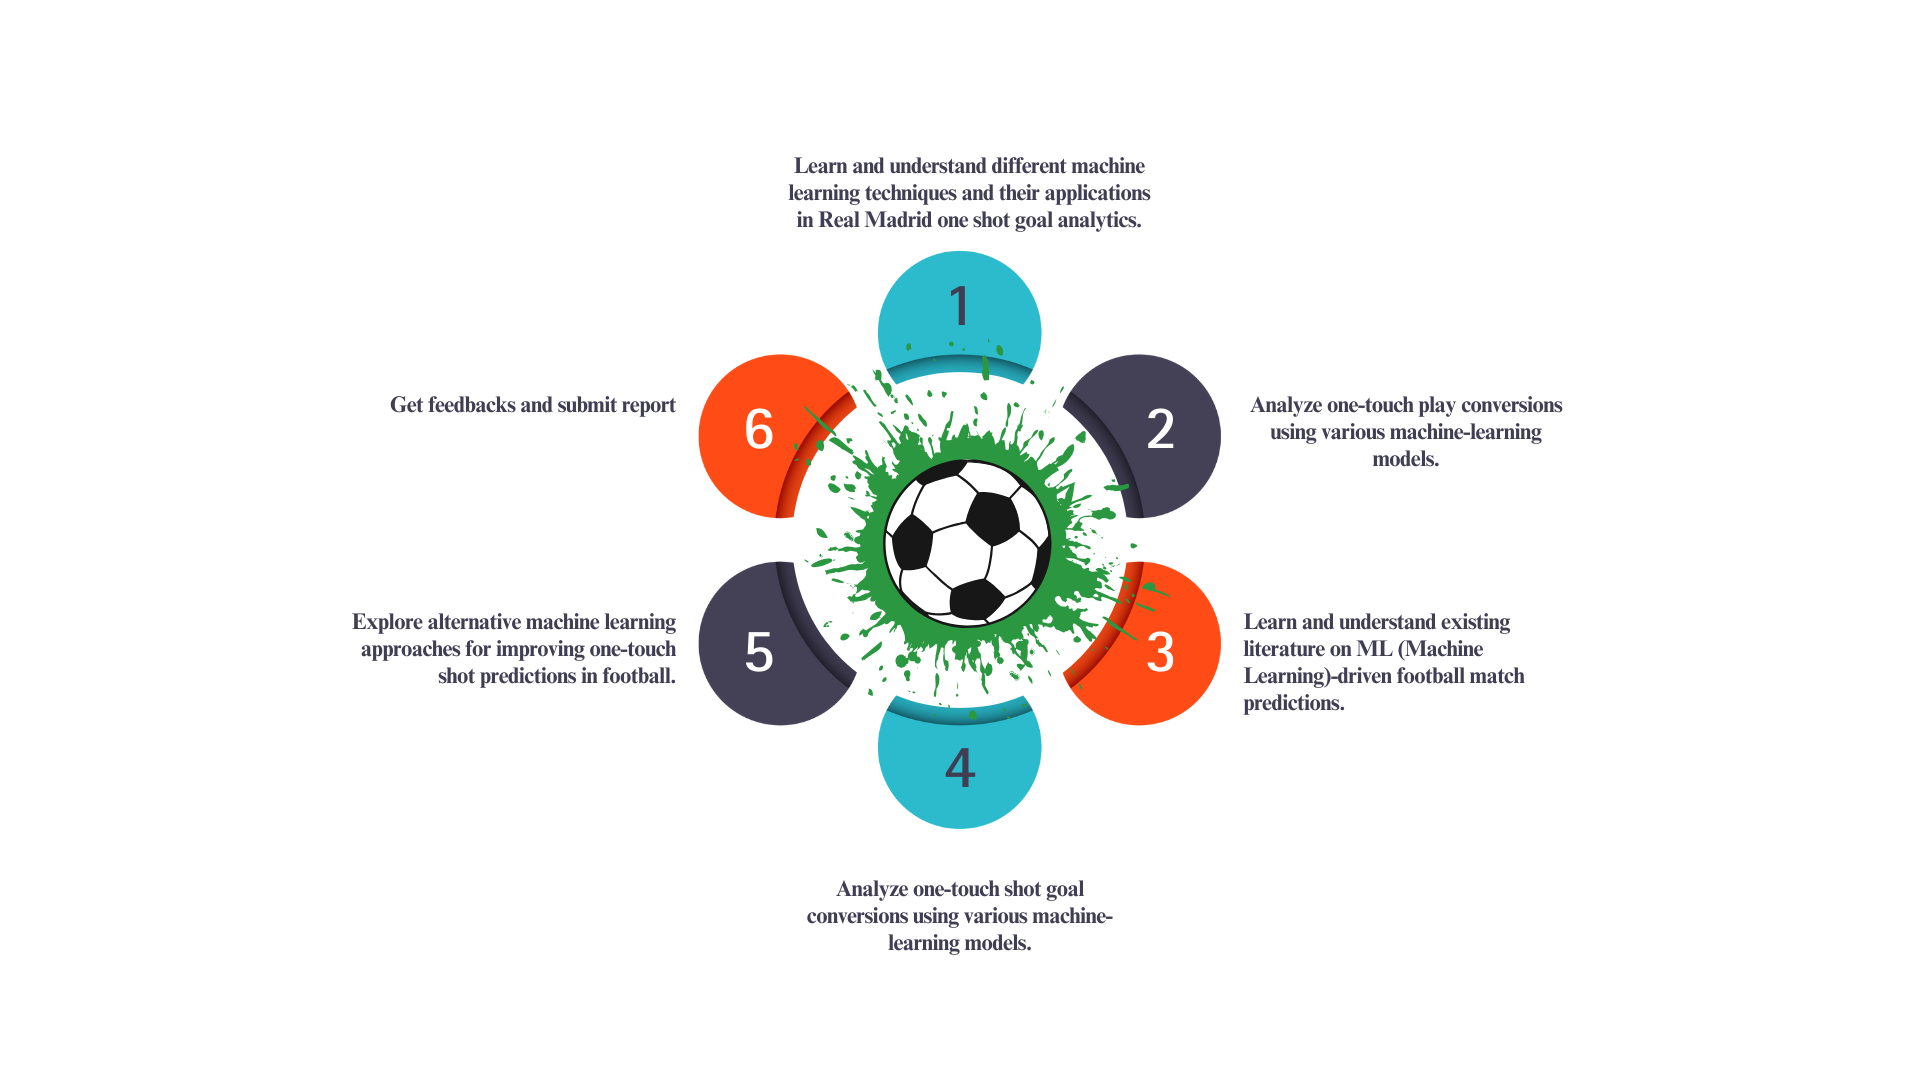 Learn and understand different machine
learning techniques and their applications
in Real Madrid one shot goal analytics.
1
2
Analyze one-touch play conversions
using various machine-learning
models.
3
Learn and understand existing
literature on ML (Machine
Learning)-driven football match
predictions.
4
Analyze one-touch shot goal
conversions using various machine-
learning models.
5
Explore alternative machine learning
approaches for improving one-touch
shot predictions in football.
6
Get feedbacks and submit report